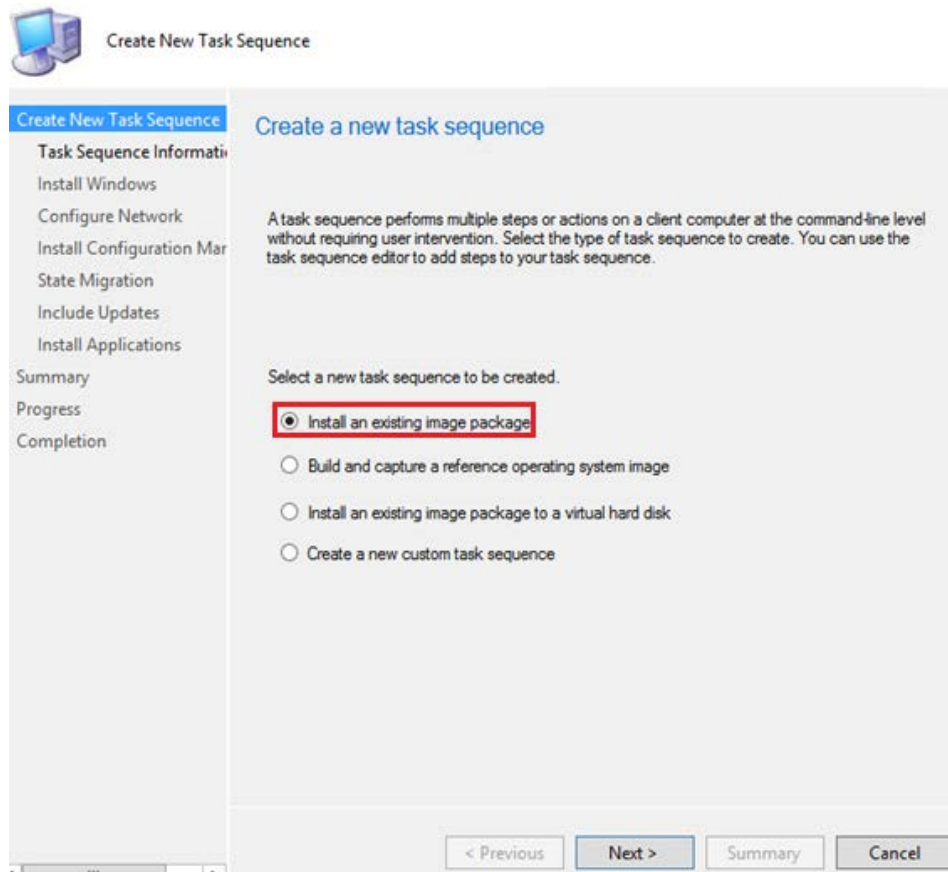 Create New Task Sequence
Create New Task Sequence
Task Sequence Informati
Install Windows
Configure Network
Install Configuration Mar
State Migration
Include Updates
Install Applications
Summary
Progress
Completion
Create a new task sequence
A task sequence performs multiple steps or actions on a client computer at the command-line level
without requiring user intervention. Select the type of task sequence to create. You can use the
task sequence editor to add steps to your task sequence.
Select a new task sequence to be created.
Install an existing image package
Build and capture a reference operating system image
Install an existing image package to a virtual hard disk
Create a new custom task sequence
< Previous
Next >
Summary
Cancel